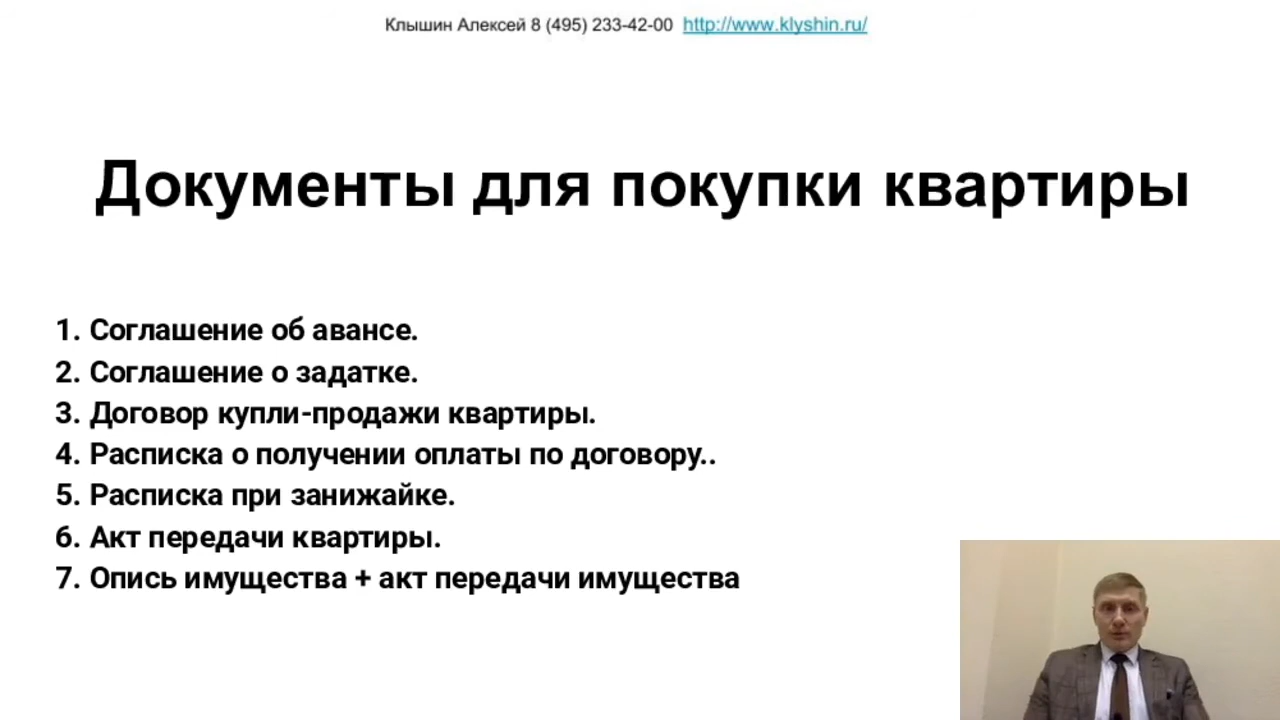 Клышин Алексей 8 (495) 233-42-00 http://www.klyshin.ru/
Документы для покупки квартиры
1. Соглашение об авансе.
2. Соглашение о задатке.
3. Договор купли-продажи квартиры.
4. Расписка о получении оплаты по договору..
5. Расписка при занижайке.
6. Акт передачи квартиры.
7. Опись имущества + акт передачи имущества